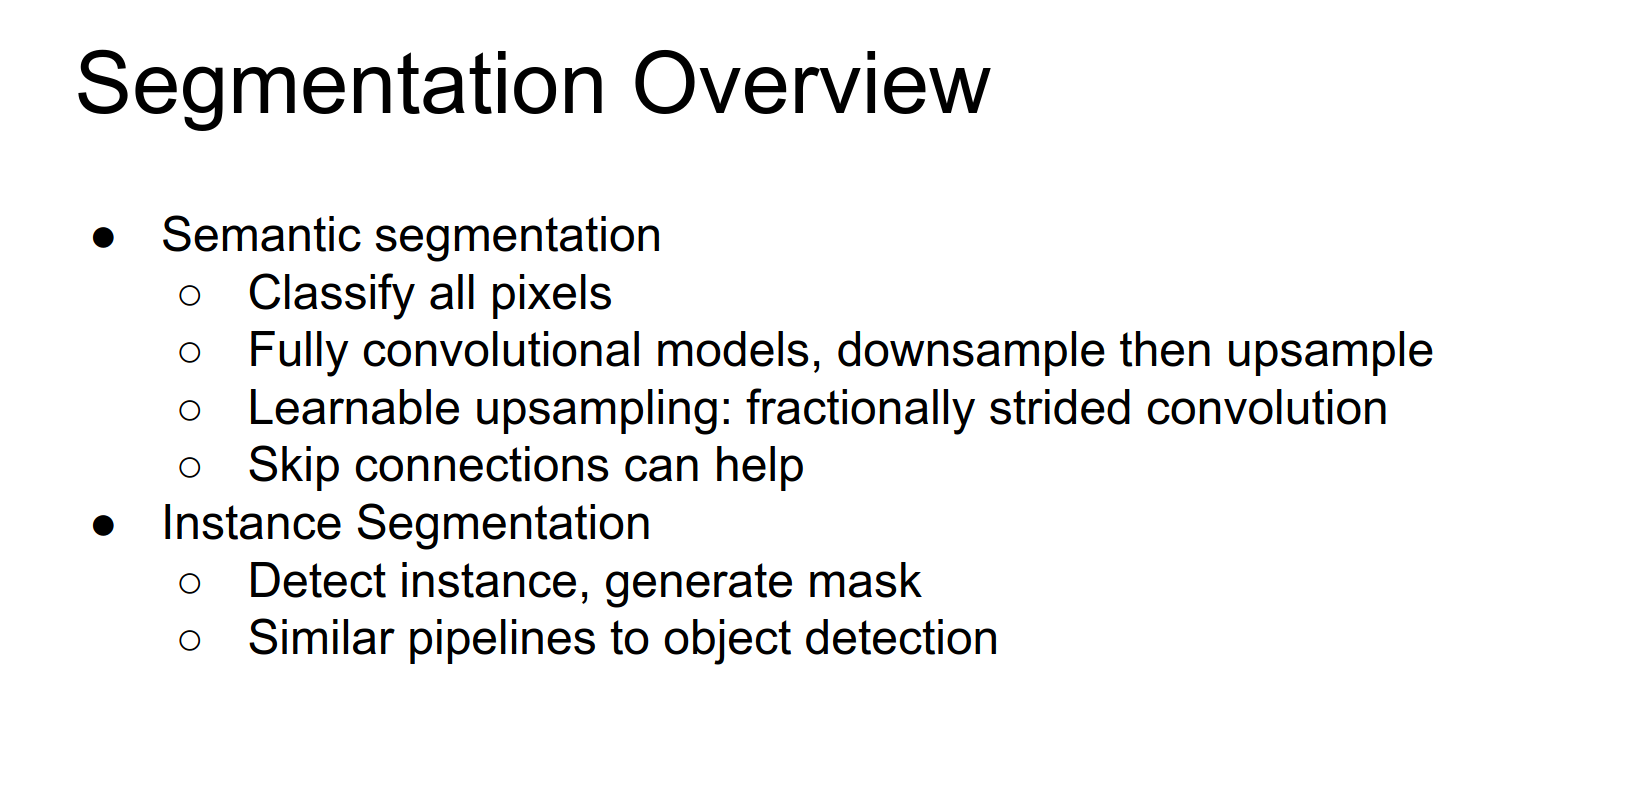 Segmentation Overview
● Semantic segmentation
○ Classify all pixels
○ Fully convolutional models, downsample then upsample
○ Learnable upsampling: fractionally strided convolution
○ Skip connections can help
● Instance Segmentation
○ Detect instance, generate mask
○ Similar pipelines to object detection